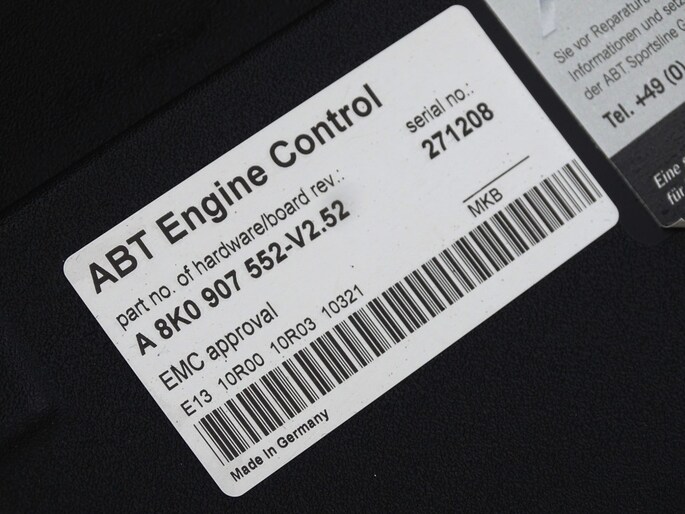 ABT Engine Control
part no. of hardware/board rev.:
A 8K0 907 552-V2.52
serial no.:
271208
EMC approval
E13 10R00 10R03 10321
MKB
Made in Germany
Sie vor Reparatur
Informationen und setz
der ABT Sportsline G
Tel. +49 (0)
Eine
für